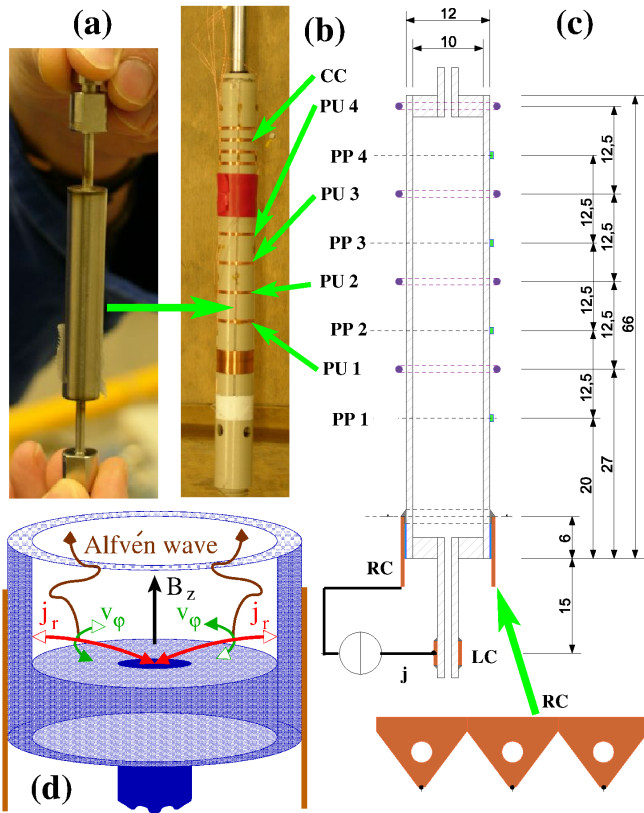 (a)
(b)
(c)
CC
PU 4
PU 3
PU 2
PU 1
12
10
PP 4
PP 3
PP 2
PP 1
12,5
12,5
12,5
12,5
12,5
12,5
66
20
27
6
15
RC
LC
j
RC
Alfvén wave
B_z
v_φ
v_φ
j_r
j_r
(d)